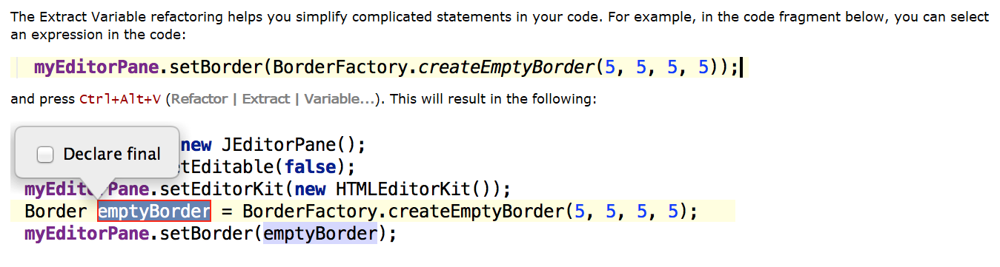 The Extract Variable refactoring helps you simplify complicated statements in your code. For example, in the code fragment below, you can select
an expression in the code:
myEditorPane.setBorder(BorderFactory.createEmptyBorder(5, 5, 5, 5));
and press Ctrl+Alt+V (Refactor | Extract | Variable...). This will result in the following:
new JEditorPane();
Declare final
tEditable(false);
myEdit Pane.setEditorKit(new HTMLEditorKit());
Border emptyBorder = BorderFactory.createEmptyBorder(5, 5, 5, 5);
myEditorPane.setBorder(emptyBorder);